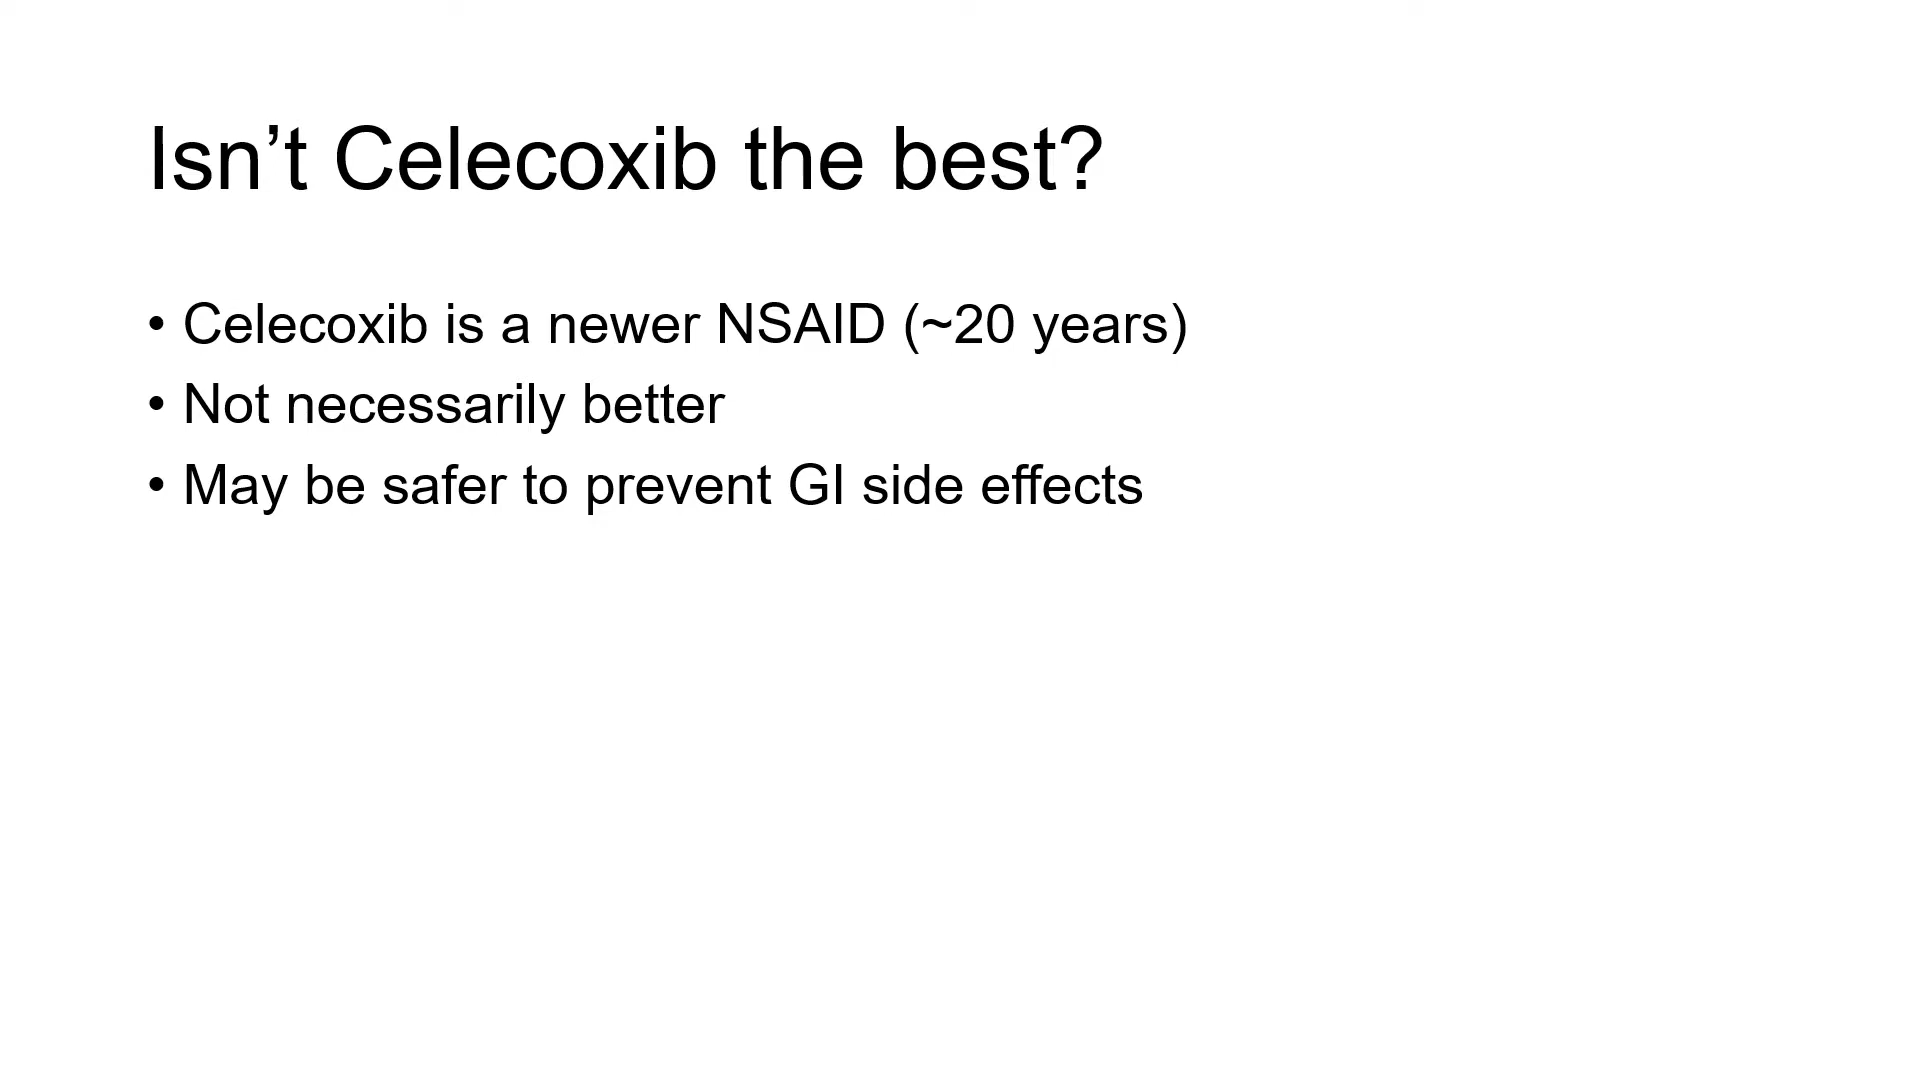 Isn’t Celecoxib the best?
• Celecoxib is a newer NSAID (~20 years)
• Not necessarily better
• May be safer to prevent GI side effects